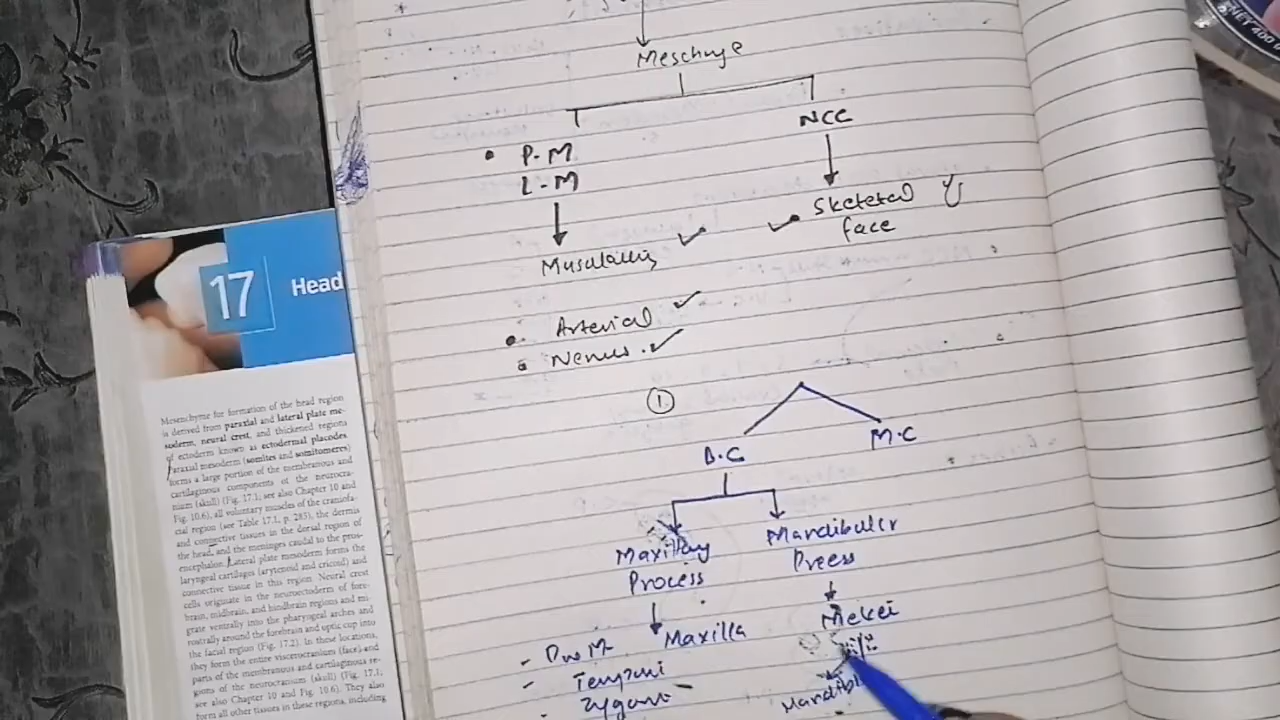 NET 400
Meschnye
NCC
P-M
L-M
Skeletal
face
Arterial
Nerves
①
D.C
M.C
Maxillary
Process
Mandibular
Maxilla
Mekel
Mandible
17 Head
Mesenchyme for formation of the head region
is derived from paraxial and lateral plate me-
soderm, neural crest, and thickened regions
of ectoderm known as ectodermal placodes.
Paraxial mesoderm (somites and somitomeres)
forms a large portion of the membranous and
cartilaginous components of the neurocra-
nium (skull) (Fig. 17.1; see also Chapter 10 and
Fig. 10.6), all voluntary muscles of the craniofa-
cial region (see Table 17.1, p. 283), the dermis
and connective tissues in the dorsal region of
the head, and the meninges caudal to the pros-
encephalon. Lateral plate mesoderm forms the
laryngeal cartilages (arytenoid and cricoid) and
connective tissue in this region. Neural crest
cells originate in the neuroectoderm of fore-
brain, midbrain, and hindbrain regions and mi-
grate ventrally into the pharyngeal arches and
rostrally around the forebrain and optic cup into
the facial region (Fig. 17.2). In these locations,
they form the entire viscerocranium (face) and
parts of the membranous and cartilaginous re-
gions of the neurocranium (skull) (Fig. 17.1;
see also Chapter 10 and Fig. 10.6). They also
form all other tissues in these regions, including